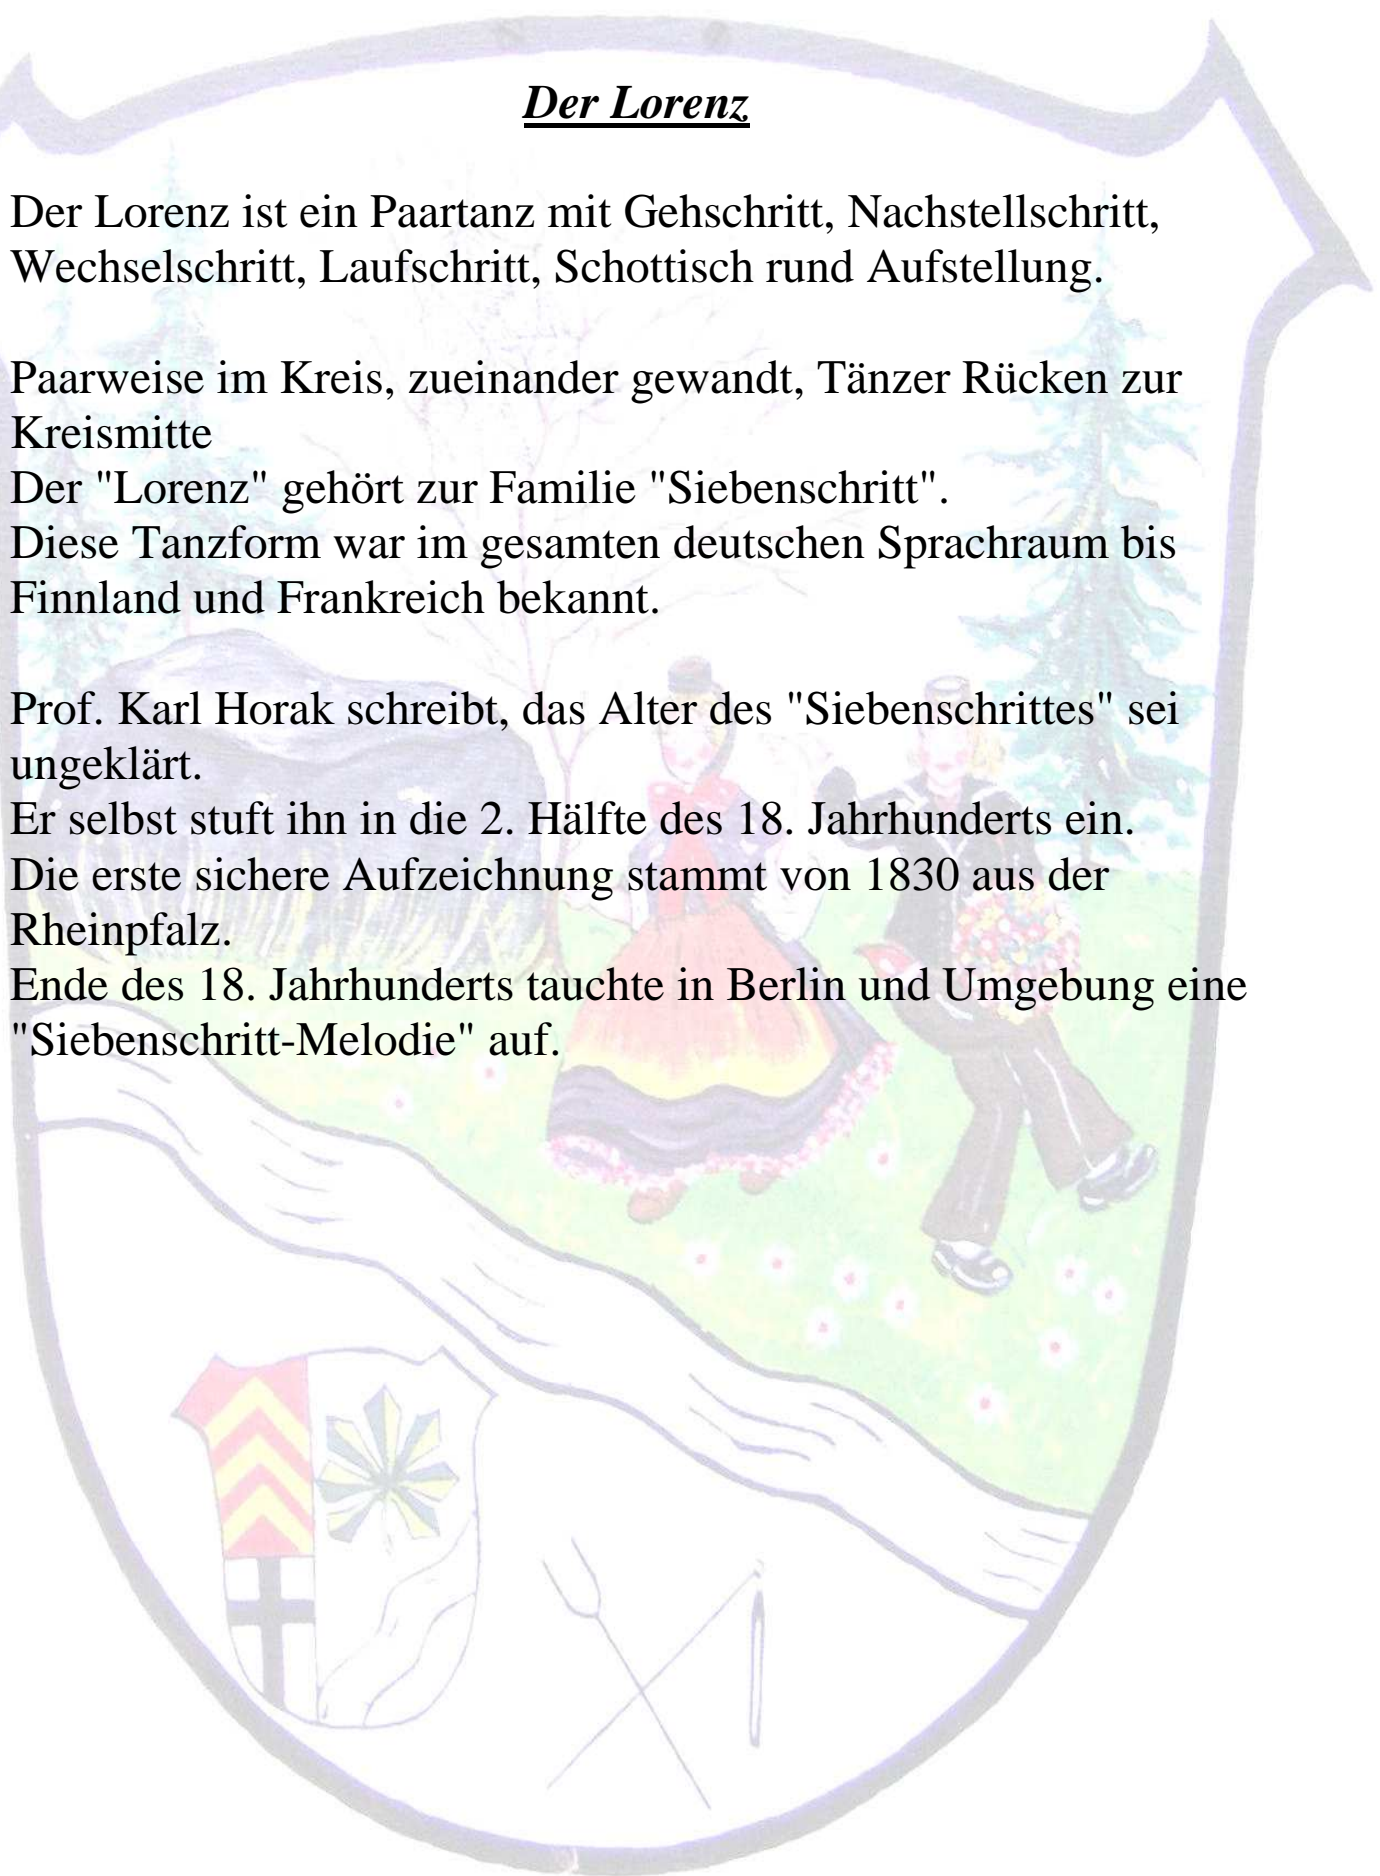 Der Lorenz
Der Lorenz ist ein Paartanz mit Gehschritt, Nachstellschritt,
Wechselschritt, Laufschritt, Schottisch rund Aufstellung.
Paarweise im Kreis, zueinander gewandt, Tänzer Rücken zur
Kreismitte
Der "Lorenz" gehört zur Familie "Siebenschritt".
Diese Tanzform war im gesamten deutschen Sprachraum bis
Finnland und Frankreich bekannt.
Prof. Karl Horak schreibt, das Alter des "Siebenschrittes" sei
ungeklärt.
Er selbst stuft ihn in die 2. Hälfte des 18. Jahrhunderts ein.
Die erste sichere Aufzeichnung stammt von 1830 aus der
Rheinpfalz.
Ende des 18. Jahrhunderts tauchte in Berlin und Umgebung eine
"Siebenschritt-Melodie" auf.